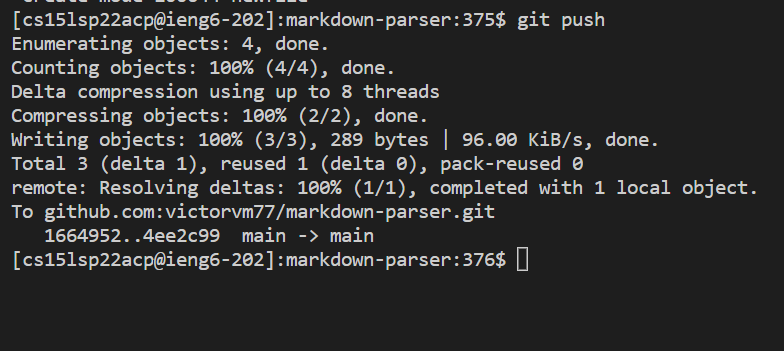 [cs15lsp22acp@ieng6-202]:markdown-parser:375$ git push
Enumerating objects: 4, done.
Counting objects: 100% (4/4), done.
Delta compression using up to 8 threads
Compressing objects: 100% (2/2), done.
Writing objects: 100% (3/3), 289 bytes | 96.00 KiB/s, done.
Total 3 (delta 1), reused 1 (delta 0), pack-reused 0
remote: Resolving deltas: 100% (1/1), completed with 1 local object.
To github.com:victorvm77/markdown-parser.git
   1664952..4ee2c99  main -> main
[cs15lsp22acp@ieng6-202]:markdown-parser:376$